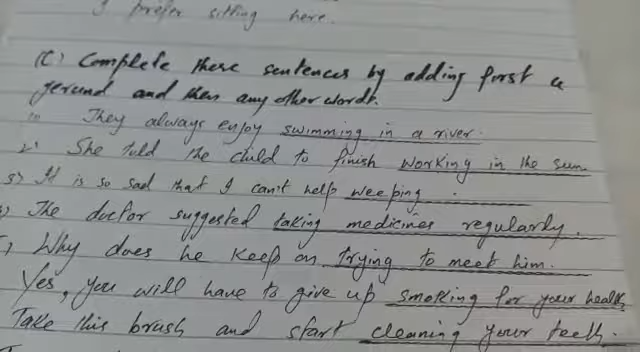 I prefer sitting here.
(C) Complete these sentences by adding first a
gerund and then any other words.
1) They always enjoy swimming in a river.
2. She told the child to finish working in the sun
3) It is so sad that I can't help weeping.
) The doctor suggested taking medicines regularly.
) Why does he keep on trying to meet him.
Yes, you will have to give up smoking for your health,
Take this brush and start cleaning your teeth.